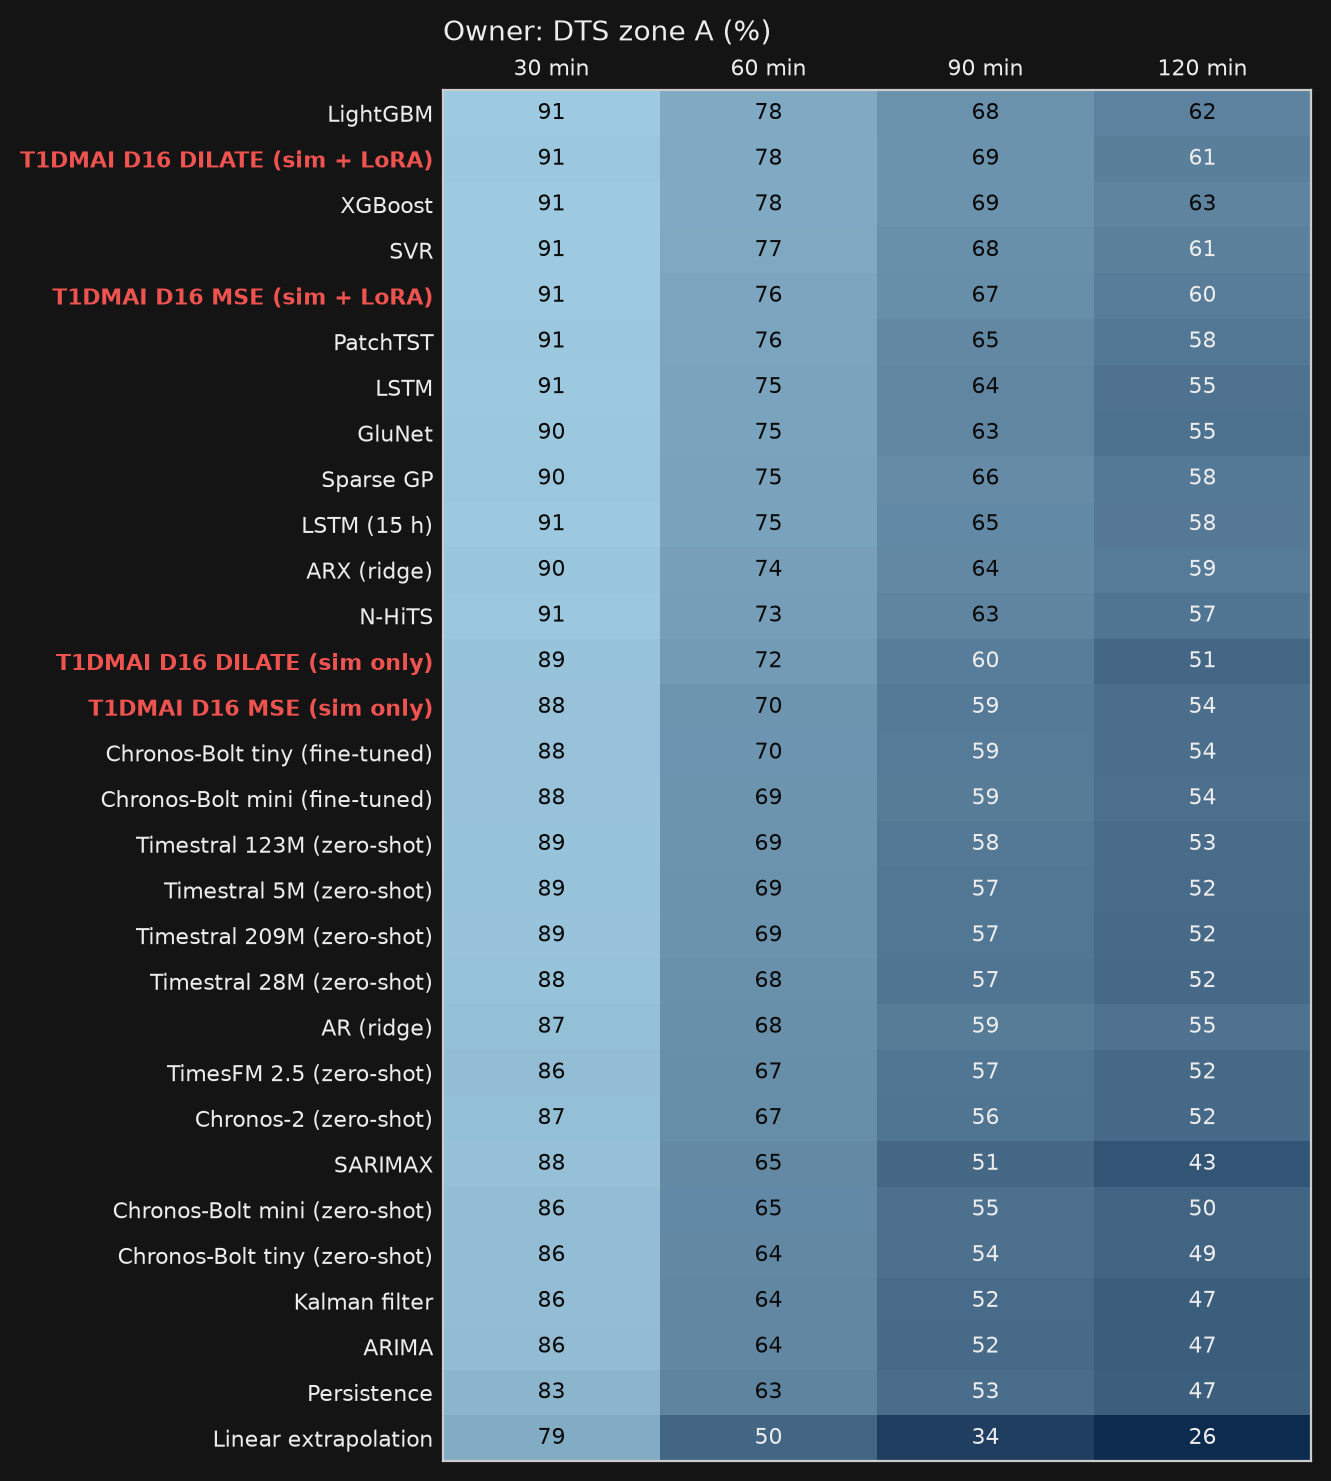 Owner: DTS zone A (%)
30 min 60 min 90 min 120 min
LightGBM 91 78 68 62
T1DMAI D16 DILATE (sim + LoRA) 91 78 69 61
XGBoost 91 78 69 63
SVR 91 77 68 61
T1DMAI D16 MSE (sim + LoRA) 91 76 67 60
PatchTST 91 76 65 58
LSTM 91 75 64 55
GluNet 90 75 63 55
Sparse GP 90 75 66 58
LSTM (15 h) 91 75 65 58
ARX (ridge) 90 74 64 59
N-HiTS 91 73 63 57
T1DMAI D16 DILATE (sim only) 89 72 60 51
T1DMAI D16 MSE (sim only) 88 70 59 54
Chronos-Bolt tiny (fine-tuned) 88 70 59 54
Chronos-Bolt mini (fine-tuned) 88 69 59 54
Timestral 123M (zero-shot) 89 69 58 53
Timestral 5M (zero-shot) 89 69 57 52
Timestral 209M (zero-shot) 89 69 57 52
Timestral 28M (zero-shot) 88 68 57 52
AR (ridge) 87 68 59 55
TimesFM 2.5 (zero-shot) 86 67 57 52
Chronos-2 (zero-shot) 87 67 56 52
SARIMAX 88 65 51 43
Chronos-Bolt mini (zero-shot) 86 65 55 50
Chronos-Bolt tiny (zero-shot) 86 64 54 49
Kalman filter 86 64 52 47
ARIMA 86 64 52 47
Persistence 83 63 53 47
Linear extrapolation 79 50 34 26